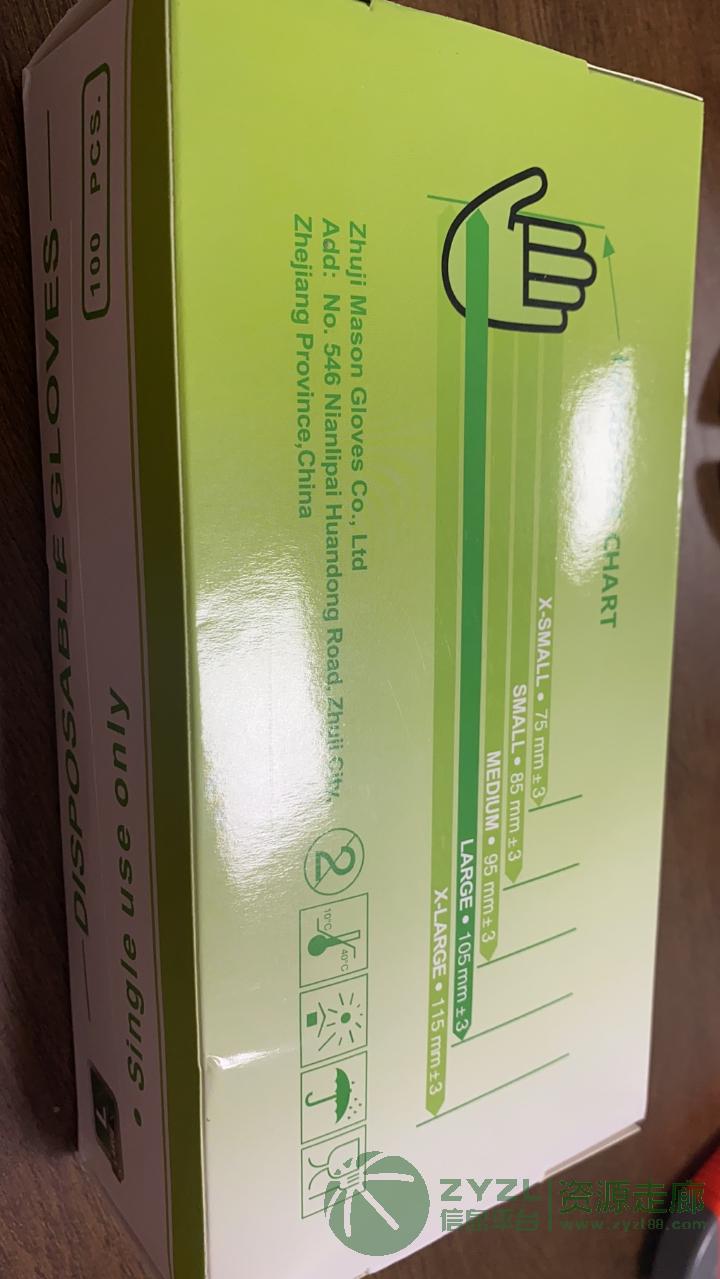 100 PCS.
DISPOSABLE GLOVES
• Single use only
CHART
X-SMALL • 75 mm ± 3
SMALL • 85 mm ± 3
MEDIUM • 95 mm ± 3
LARGE • 105 mm ± 3
X-LARGE • 115 mm ± 3
Zhuji Mason Gloves Co., Ltd
Add: No. 546 Nianlipai Huandong Road, Zhuji City,
Zhejiang Province,China
2
10°C
40°C
L
ZYZL
信息平台
资源走廊
www.zyzl88.com